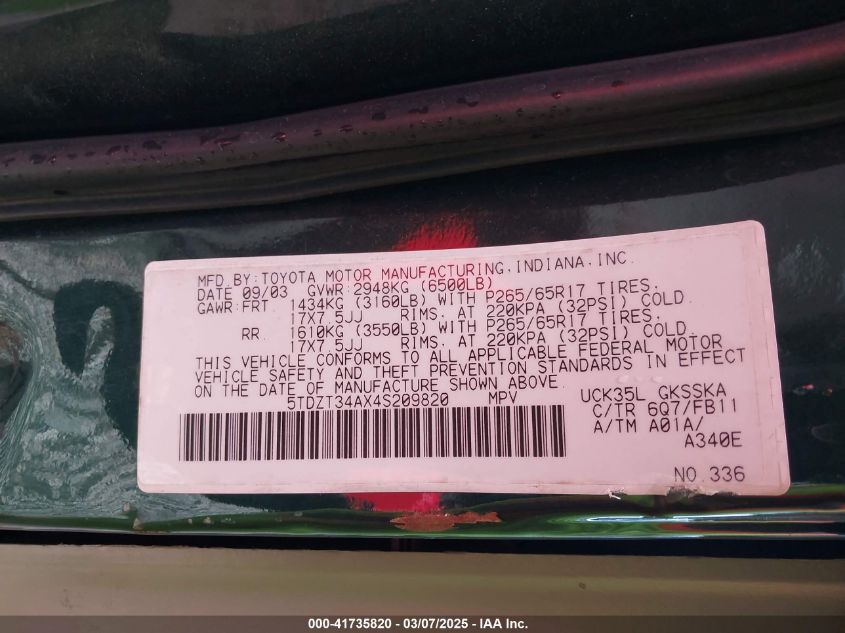 MFD.BY:TOYOTA MOTOR MANUFACTURING,INDIANA,INC.
DATE 09/03 GVWR:2948KG (6500LB)
GAWR:FRT 1434KG (3160LB) WITH P265/65R17 TIRES,
17X7.5JJ RIMS, AT 220KPA (32PSI) COLD.
RR 1610KG (3550LB) WITH P265/65R17 TIRES,
17X7.5JJ RIMS, AT 220KPA (32PSI) COLD.
THIS VEHICLE CONFORMS TO ALL APPLICABLE FEDERAL MOTOR
VEHICLE SAFETY AND THEFT PREVENTION STANDARDS IN EFFECT
ON THE DATE OF MANUFACTURE SHOWN ABOVE.
5TDZT34AX4S209820 MPV UCK35L GKSSKA
C/TR 6Q7/FB11
A/TM A01A/
A340E
NO.336
000-41735820 - 03/07/2025 - IAA Inc.